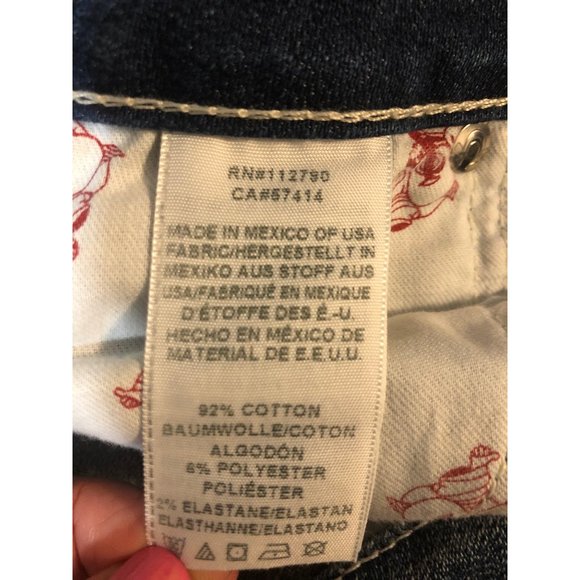 RN#112790
CA#57414
MADE IN MEXICO OF USA
FABRIC/HERGESTELLT IN
MEXIKO AUS STOFF AUS
USA/FABRIQUÉ EN MEXIQUE
D'ÉTOFFE DES É.-U.
HECHO EN MÉXICO DE
MATERIAL DE E.E.U.U.
92% COTTON
BAUMWOLLE/COTON
ALGODÓN
6% POLYESTER
POLIÉSTER
2% ELASTANE/ELASTAN
ELASTHANNE/ELASTANO